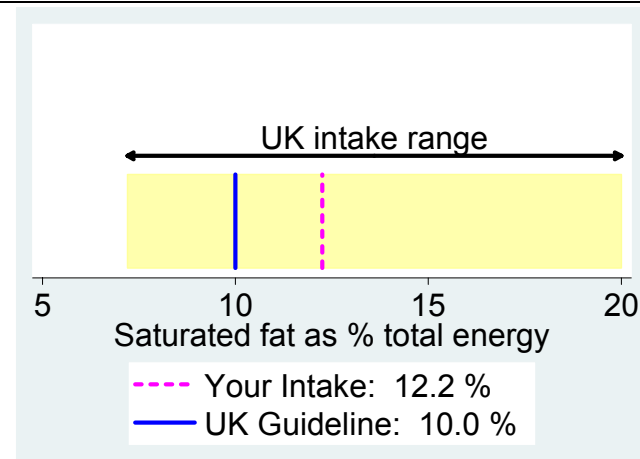 UK intake range
5 10 15 20
Saturated fat as % total energy
Your Intake: 12.2 %
UK Guideline: 10.0 %